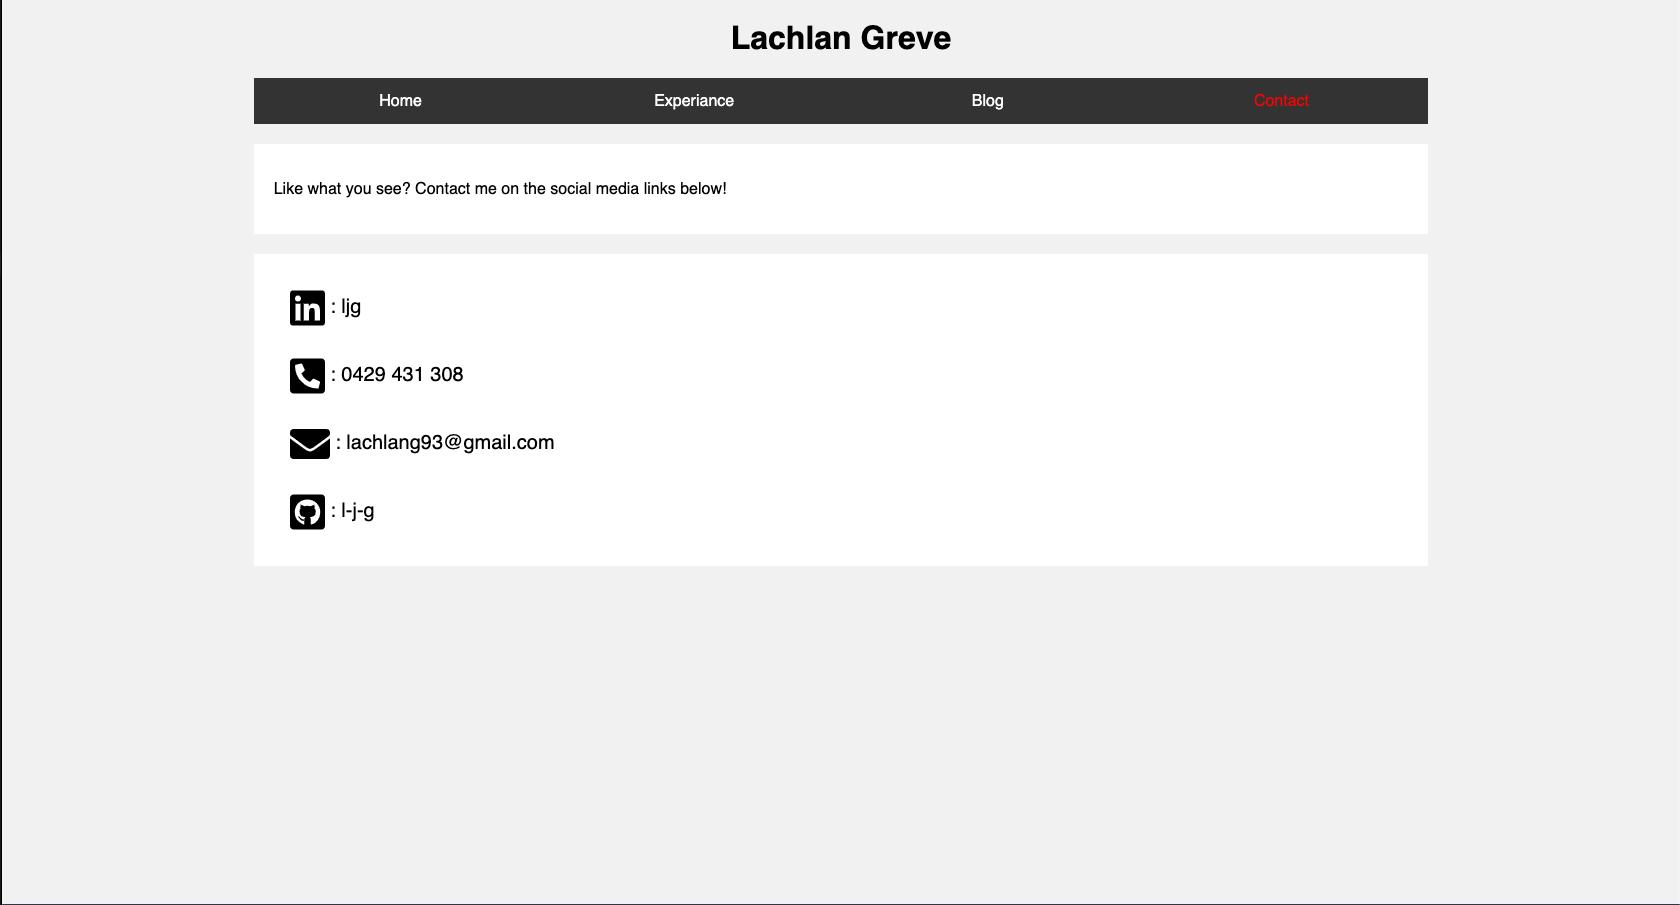 Lachlan Greve
Home Experiance Blog Contact
Like what you see? Contact me on the social media links below!
in : ljg
: 0429 431 308
: lachlang93@gmail.com
: l-j-g